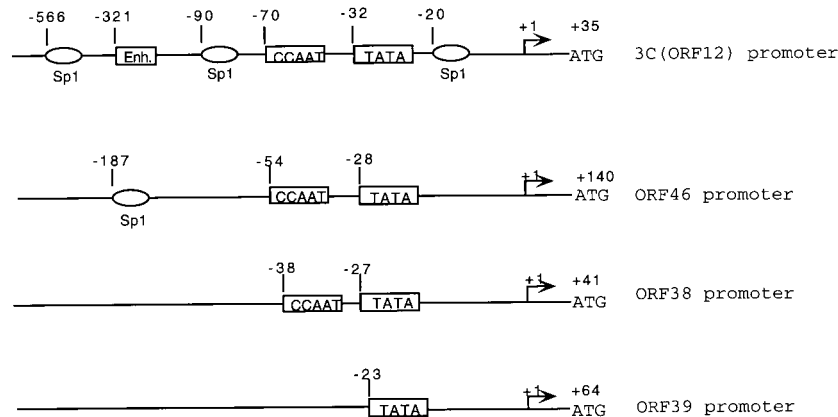 -566 -321 -90 -70 -32 -20 +1 +35
Enh. CCAAT TATA ATG 3C(ORF12) promoter
Sp1 Sp1 Sp1
-187 -54 -28 +1 +140
CCAAT TATA ATG ORF46 promoter
Sp1
-38 -27 +1 +41
CCAAT TATA ATG ORF38 promoter
-23 +1 +64
TATA ATG ORF39 promoter